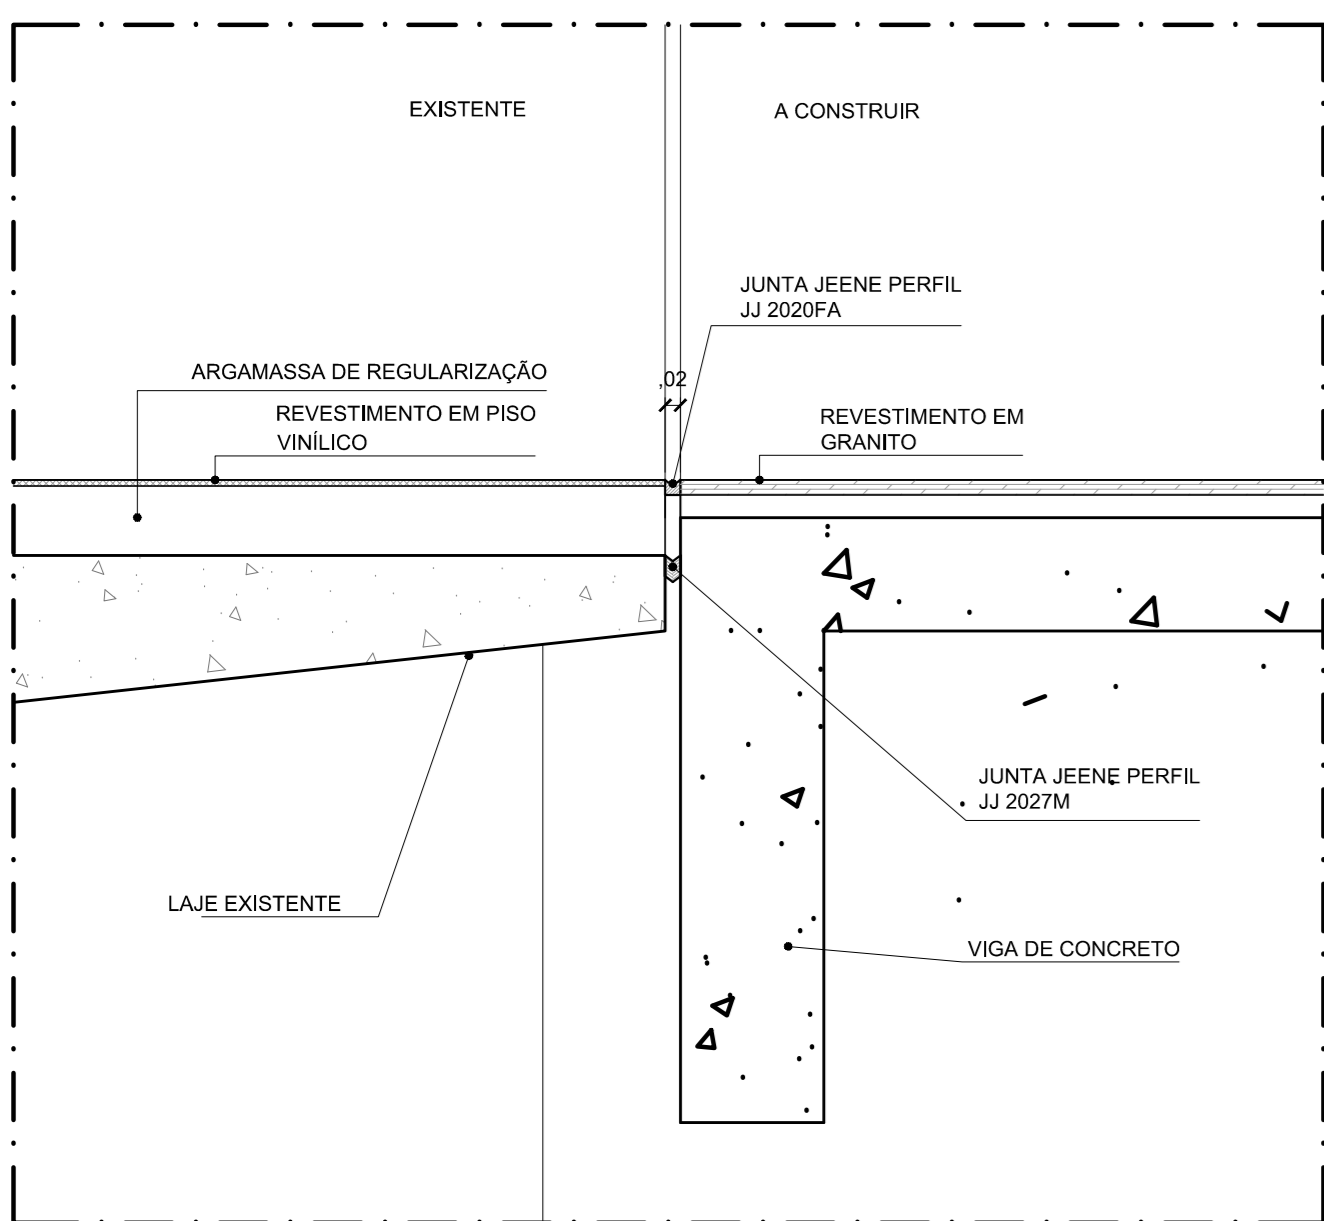 EXISTENTE
A CONSTRUIR
JUNTA JEENE PERFIL
JJ 2020FA
ARGAMASSA DE REGULARIZAÇÃO
,02
REVESTIMENTO EM PISO
VINÍLICO
REVESTIMENTO EM
GRANITO
JUNTA JEENE PERFIL
JJ 2027M
LAJE EXISTENTE
VIGA DE CONCRETO